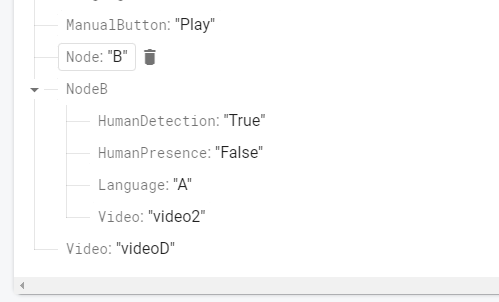 ManualButton: "Play"
Node: "B"
NodeB
HumanDetection: "True"
HumanPresence: "False"
Language: "A"
Video: "video2"
Video: "videoD"